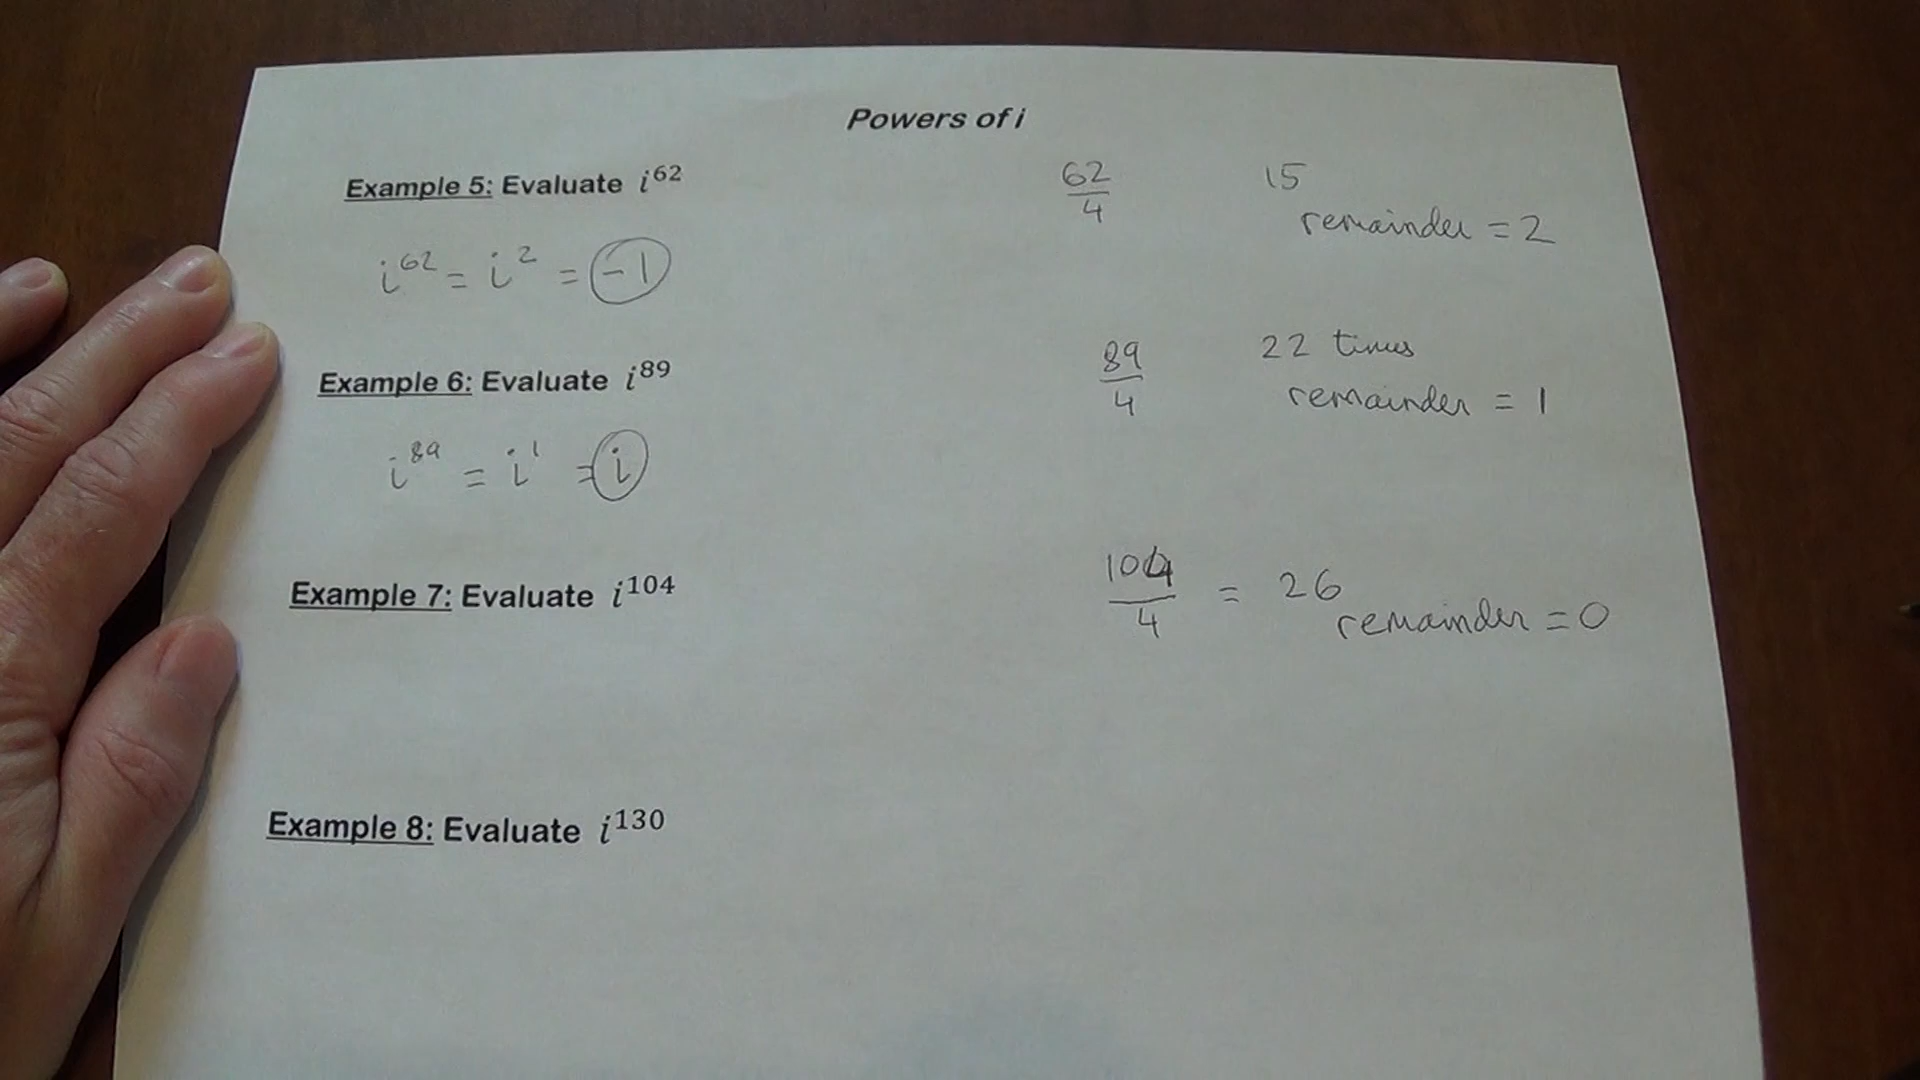 Powers of i
Example 5: Evaluate i^62
62/4
15
remainder = 2
i^62 = i^2 = -1
Example 6: Evaluate i^89
89/4
22 times
remainder = 1
i^89 = i^1 = i
Example 7: Evaluate i^104
104/4 = 26
remainder = 0
Example 8: Evaluate i^130